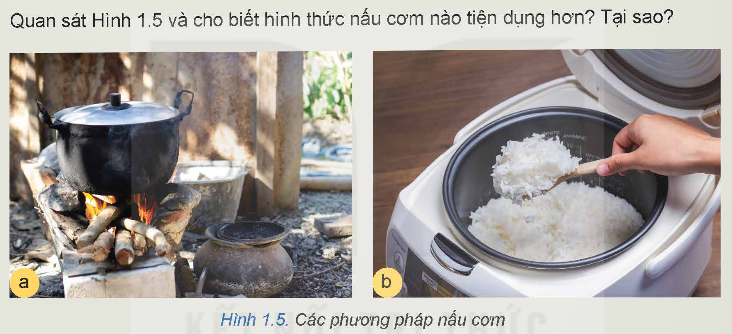 Quan sát Hình 1.5 và cho biết hình thức nấu cơm nào tiện dụng hơn? Tại sao?
a
b
Hình 1.5. Các phương pháp nấu cơm